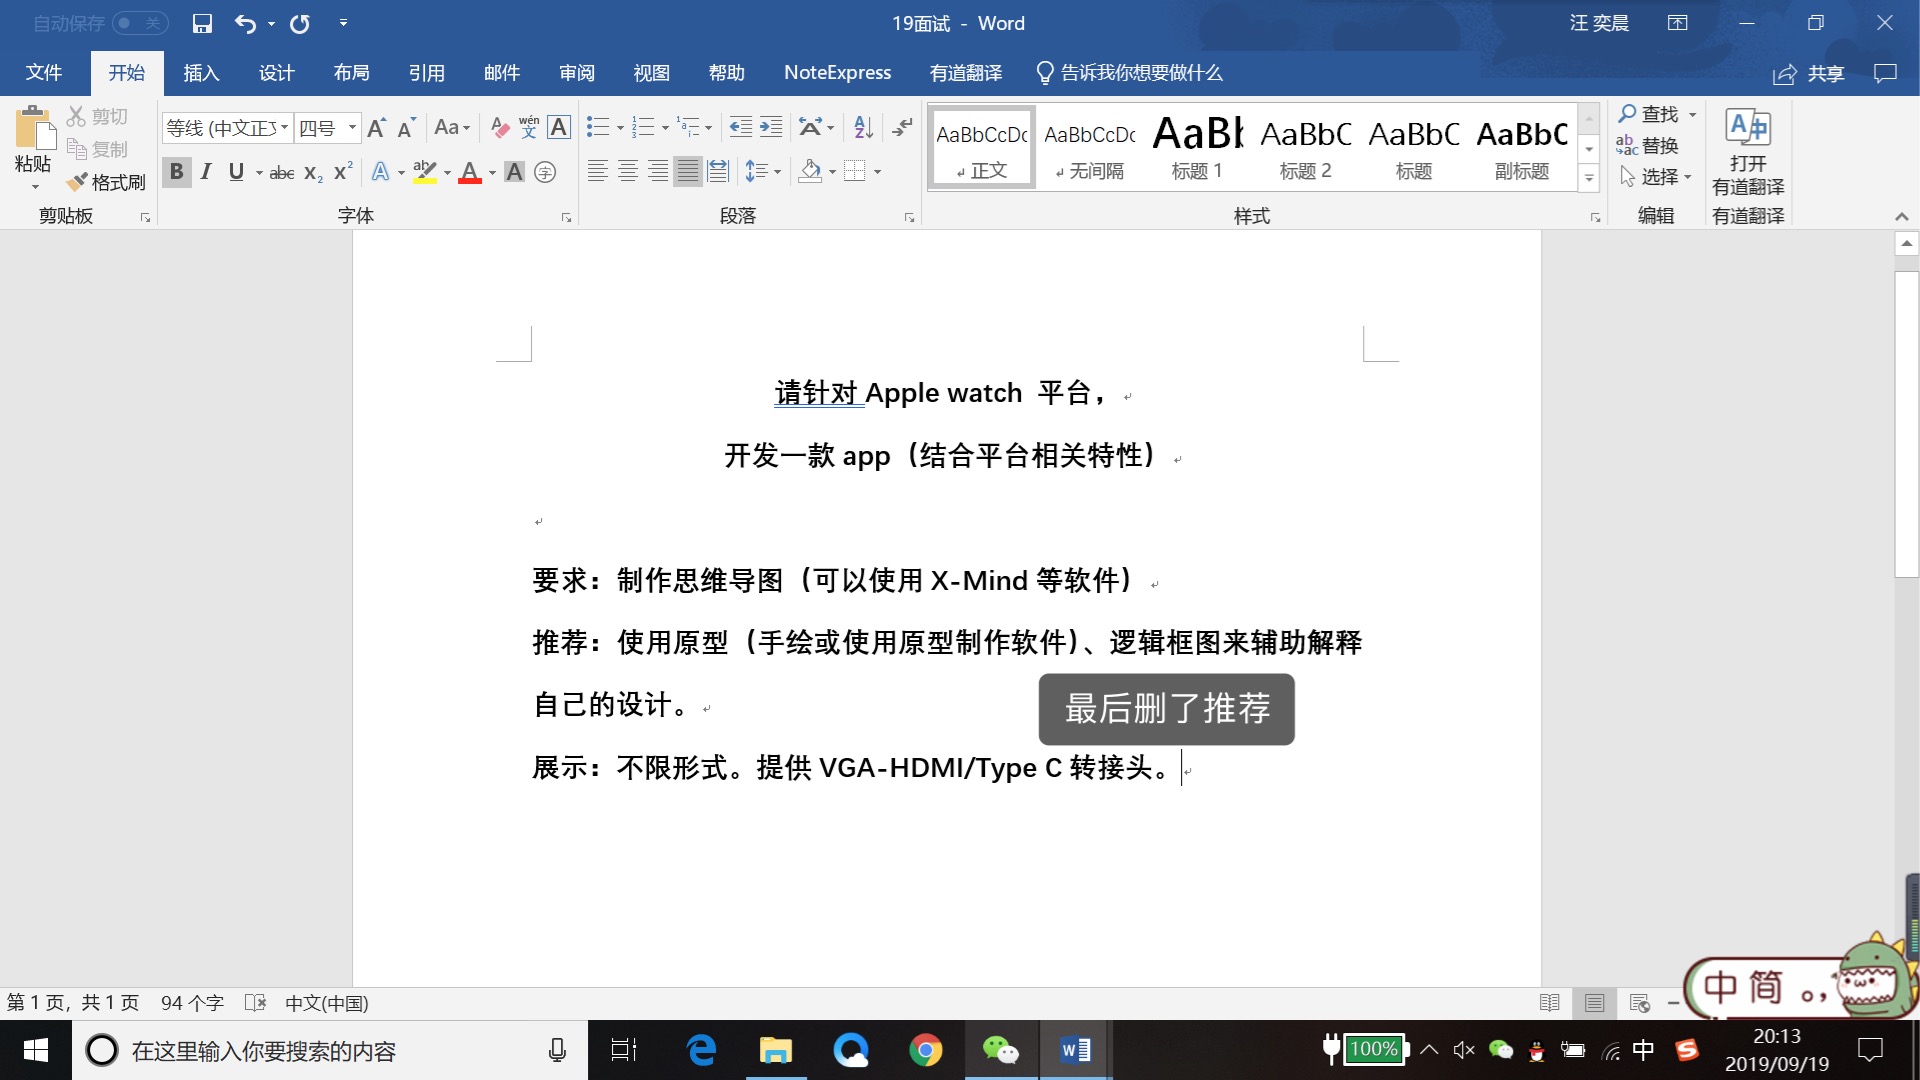 自动保存 关
19面试 - Word
汪 奕晨
文件 开始 插入 设计 布局 引用 邮件 审阅 视图 帮助 NoteExpress 有道翻译 告诉我你想要做什么 共享
粘贴
剪切
复制
格式刷
剪贴板
等线 (中文正文 四号
字体
段落
AaBbCcDc AaBbCcDc AaBb AaBbC AaBbC AaBbC
正文 无间隔 标题 1 标题 2 标题 副标题
样式
查找
替换
选择
编辑
打开
有道翻译
有道翻译
请针对 Apple watch 平台，
开发一款 app（结合平台相关特性）
要求：制作思维导图（可以使用 X-Mind 等软件）
推荐：使用原型（手绘或使用原型制作软件）、逻辑框图来辅助解释
自己的设计。
最后删了推荐
展示：不限形式。提供 VGA-HDMI/Type C 转接头。
中 简 。，
第 1 页，共 1 页 94 个字 中文(中国)
在这里输入你要搜索的内容
100%
中
20:13
2019/09/19